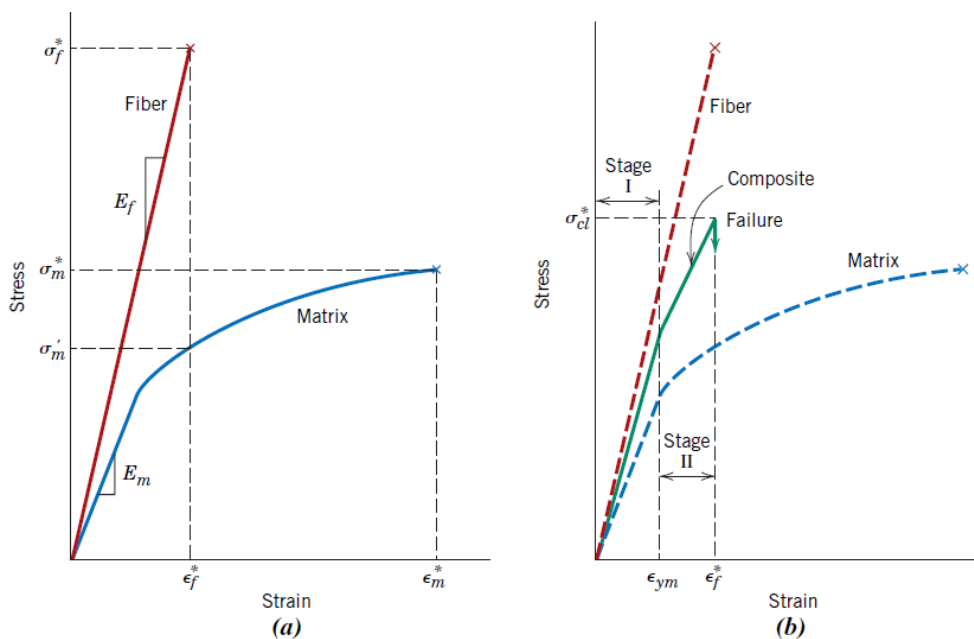 σ*f
Fiber
Ef
σ*m
Matrix
σ'm
Em
Stress
ϵ*f
ϵ*m
Strain
(a)
Fiber
Stage
I
Composite
σ*cl
Failure
Matrix
Stress
Stage
II
ϵym
ϵ*f
Strain
(b)